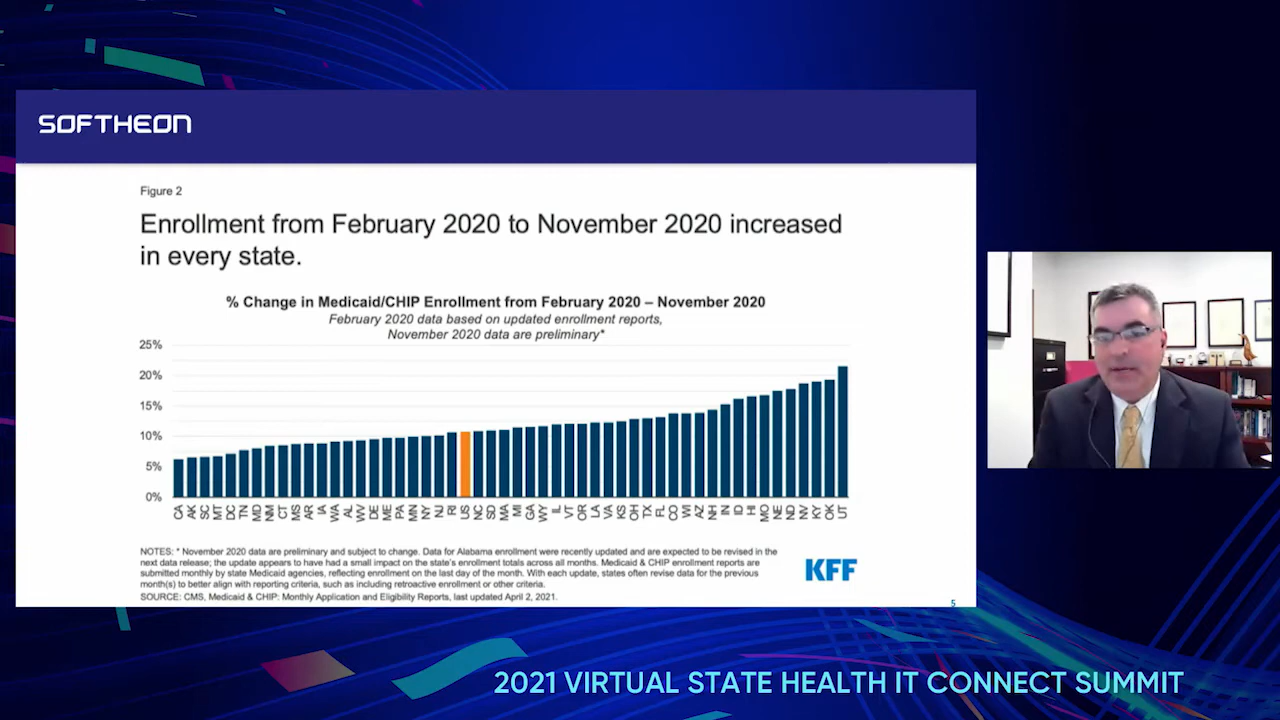 SOFTHEON
Figure 2
Enrollment from February 2020 to November 2020 increased
in every state.
% Change in Medicaid/CHIP Enrollment from February 2020 – November 2020
February 2020 data based on updated enrollment reports,
November 2020 data are preliminary*
25%
20%
15%
10%
5%
0%
CA AK SC MT DC TN MD NM CT MS AR IA WA AL WV DE ME PA MN NY NJ RI US NC SD MA MI GA WY IL VT OR LA VA KS OH TX FL CO WI AZ NH IN ID HI MO NE ND NV KY OK UT
NOTES: * November 2020 data are preliminary and subject to change. Data for Alabama enrollment were recently updated and are expected to be revised in the
next data release; the update appears to have had a small impact on the state's enrollment totals across all months. Medicaid & CHIP enrollment reports are
submitted monthly by state Medicaid agencies, reflecting enrollment on the last day of the month. With each update, states often revise data for the previous
month(s) to better align with reporting criteria, such as including retroactive enrollment or other criteria.
SOURCE: CMS, Medicaid & CHIP: Monthly Application and Eligibility Reports, last updated April 2, 2021.
KFF
5
2021 VIRTUAL STATE HEALTH IT CONNECT SUMMIT